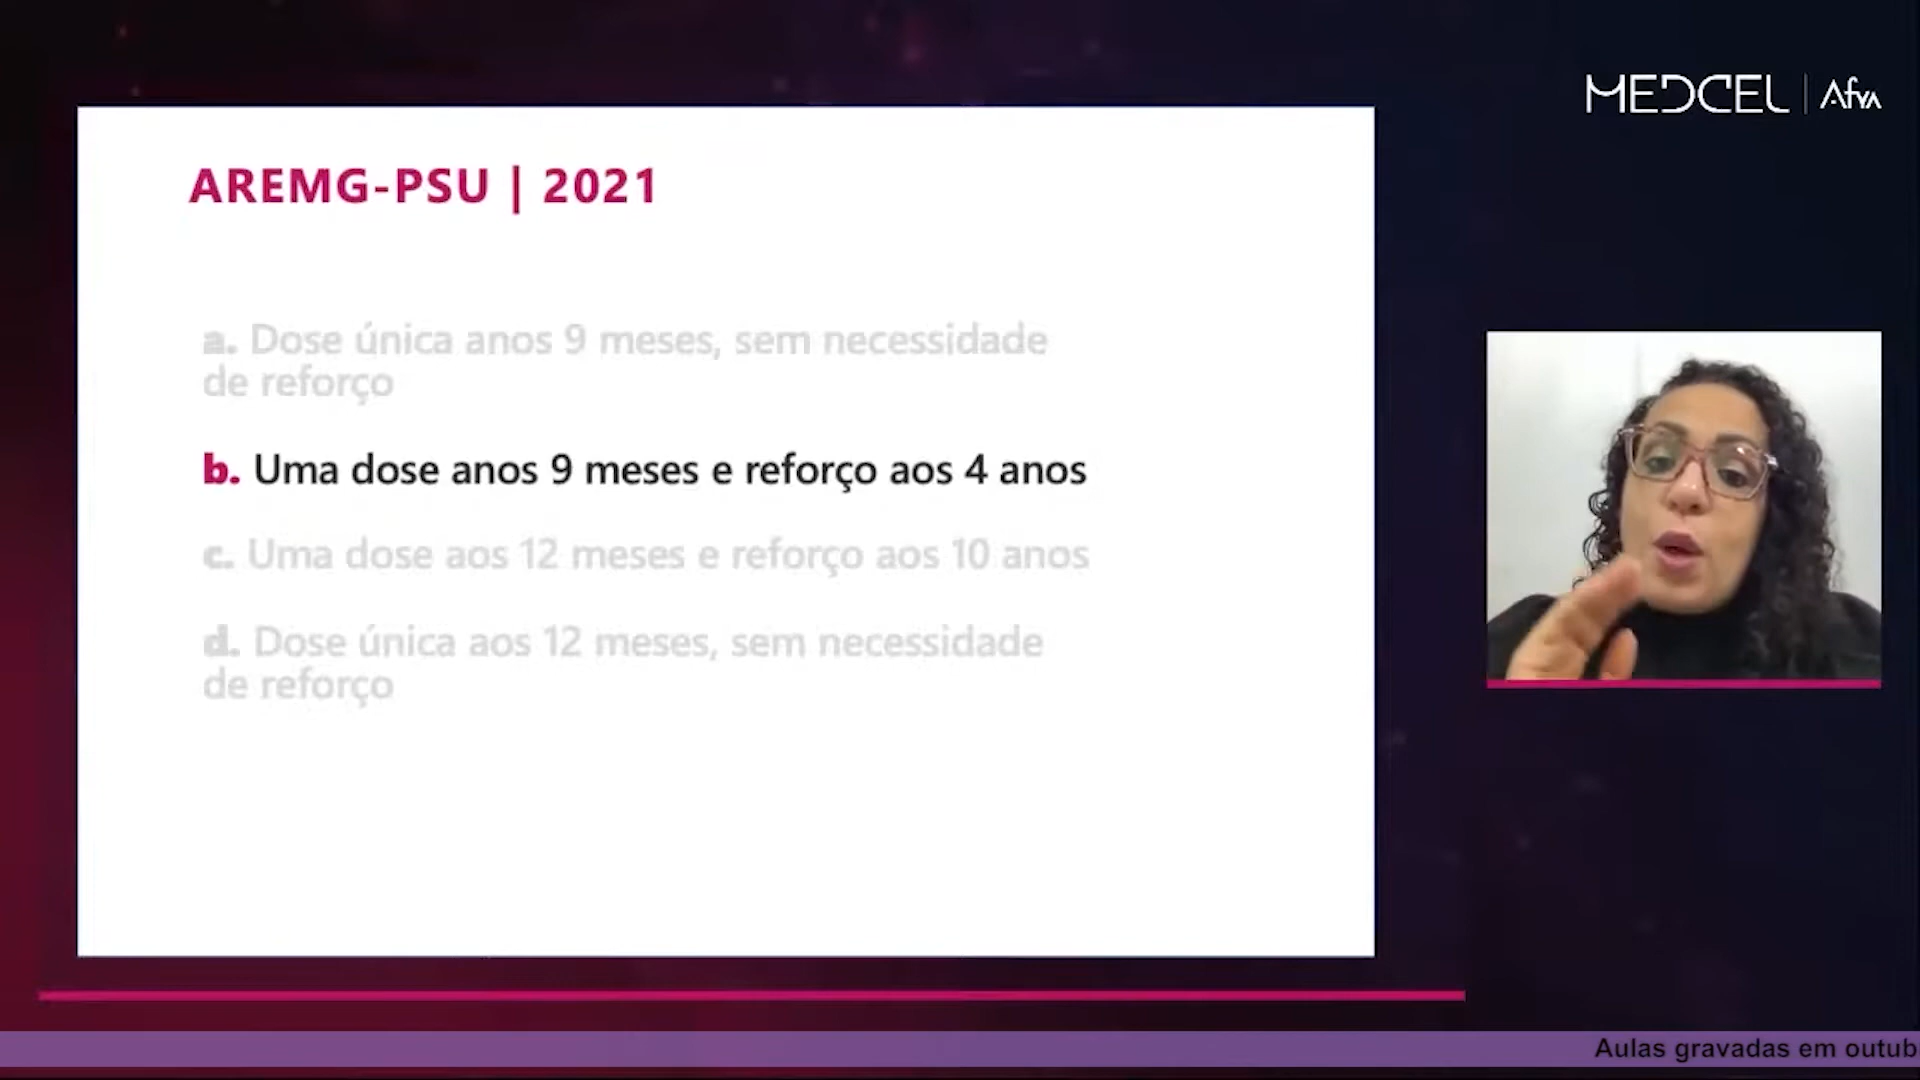 MEDCEL | Afya
AREMG-PSU | 2021
a. Dose única anos 9 meses, sem necessidade
de reforço
b. Uma dose anos 9 meses e reforço aos 4 anos
c. Uma dose aos 12 meses e reforço aos 10 anos
d. Dose única aos 12 meses, sem necessidade
de reforço
Aulas gravadas em outub